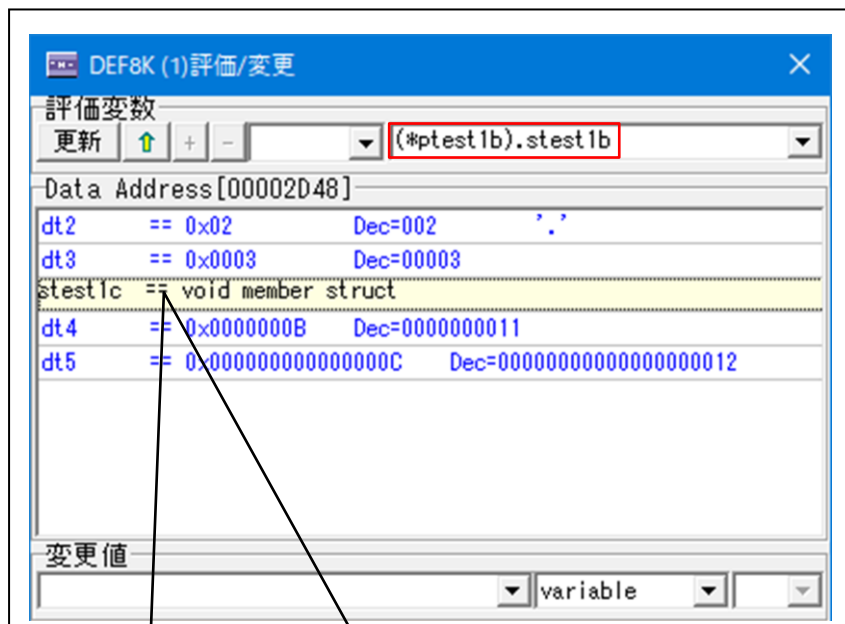 DEF8K (1)評価/変更
評価変数
更新 + - (*ptest1b).stest1b
Data Address[00002D48]
dt2 == 0x02 Dec=002 '.'
dt3 == 0x0003 Dec=00003
stest1c == void member struct
dt4 == 0x0000000B Dec=0000000011
dt5 == 0x000000000000000C Dec=00000000000000000012
変更値
variable